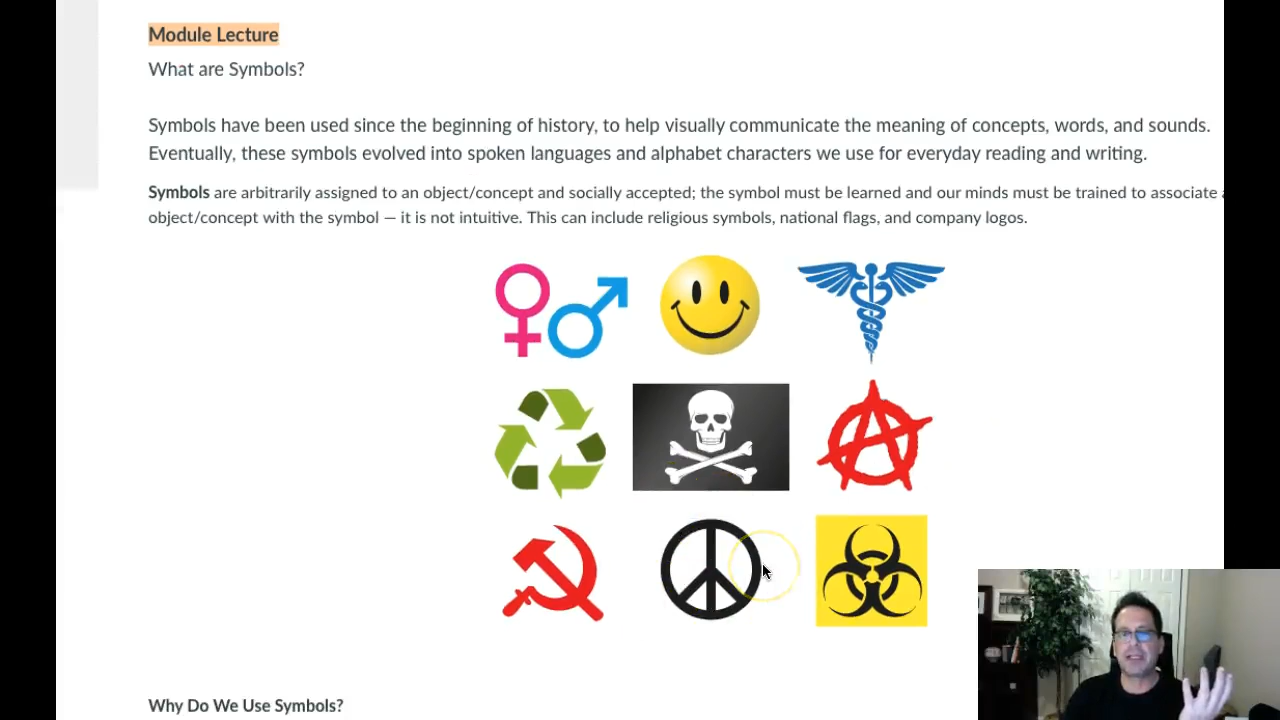 Module Lecture
What are Symbols?
Symbols have been used since the beginning of history, to help visually communicate the meaning of concepts, words, and sounds.
Eventually, these symbols evolved into spoken languages and alphabet characters we use for everyday reading and writing.
Symbols are arbitrarily assigned to an object/concept and socially accepted; the symbol must be learned and our minds must be trained to associate
object/concept with the symbol — it is not intuitive. This can include religious symbols, national flags, and company logos.
Why Do We Use Symbols?